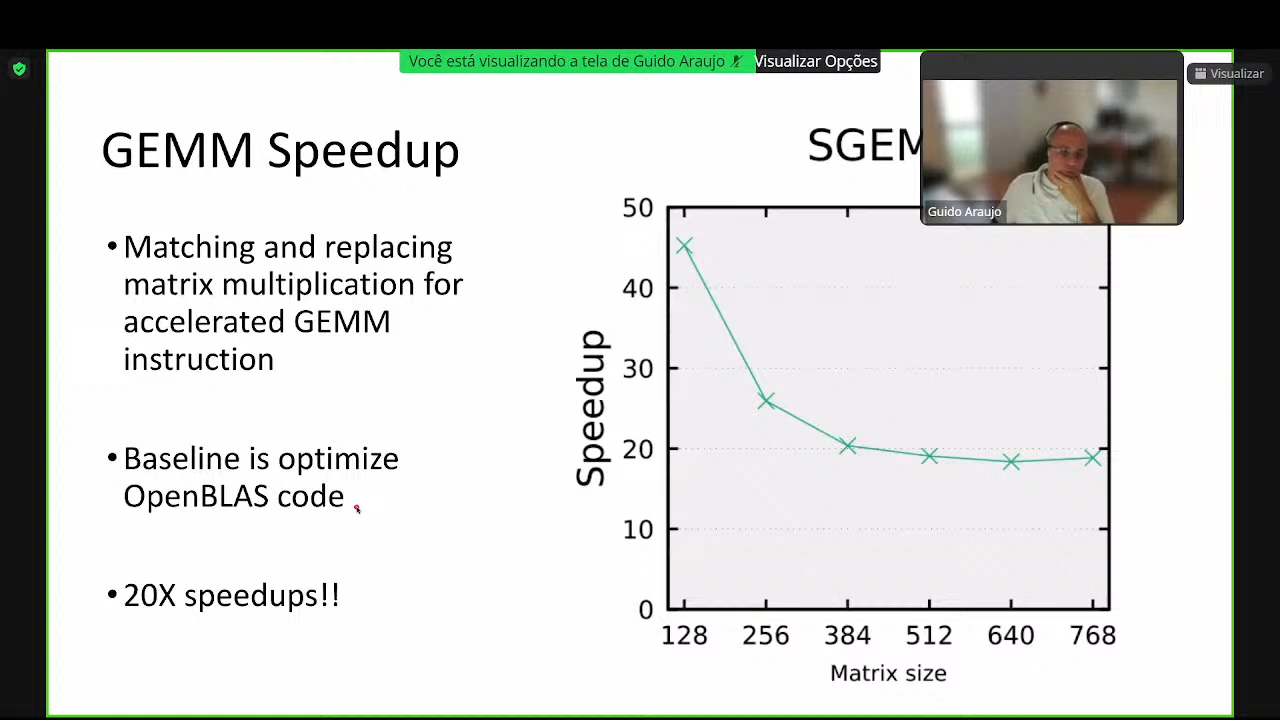 Você está visualizando a tela de Guido Araujo
Visualizar Opções
Visualizar
Guido Araujo
GEMM Speedup
•Matching and replacing
matrix multiplication for
accelerated GEMM
instruction
•Baseline is optimize
OpenBLAS code
•20X speedups!!
SGEM
50
40
30
20
10
0
Speedup
128 256 384 512 640 768
Matrix size